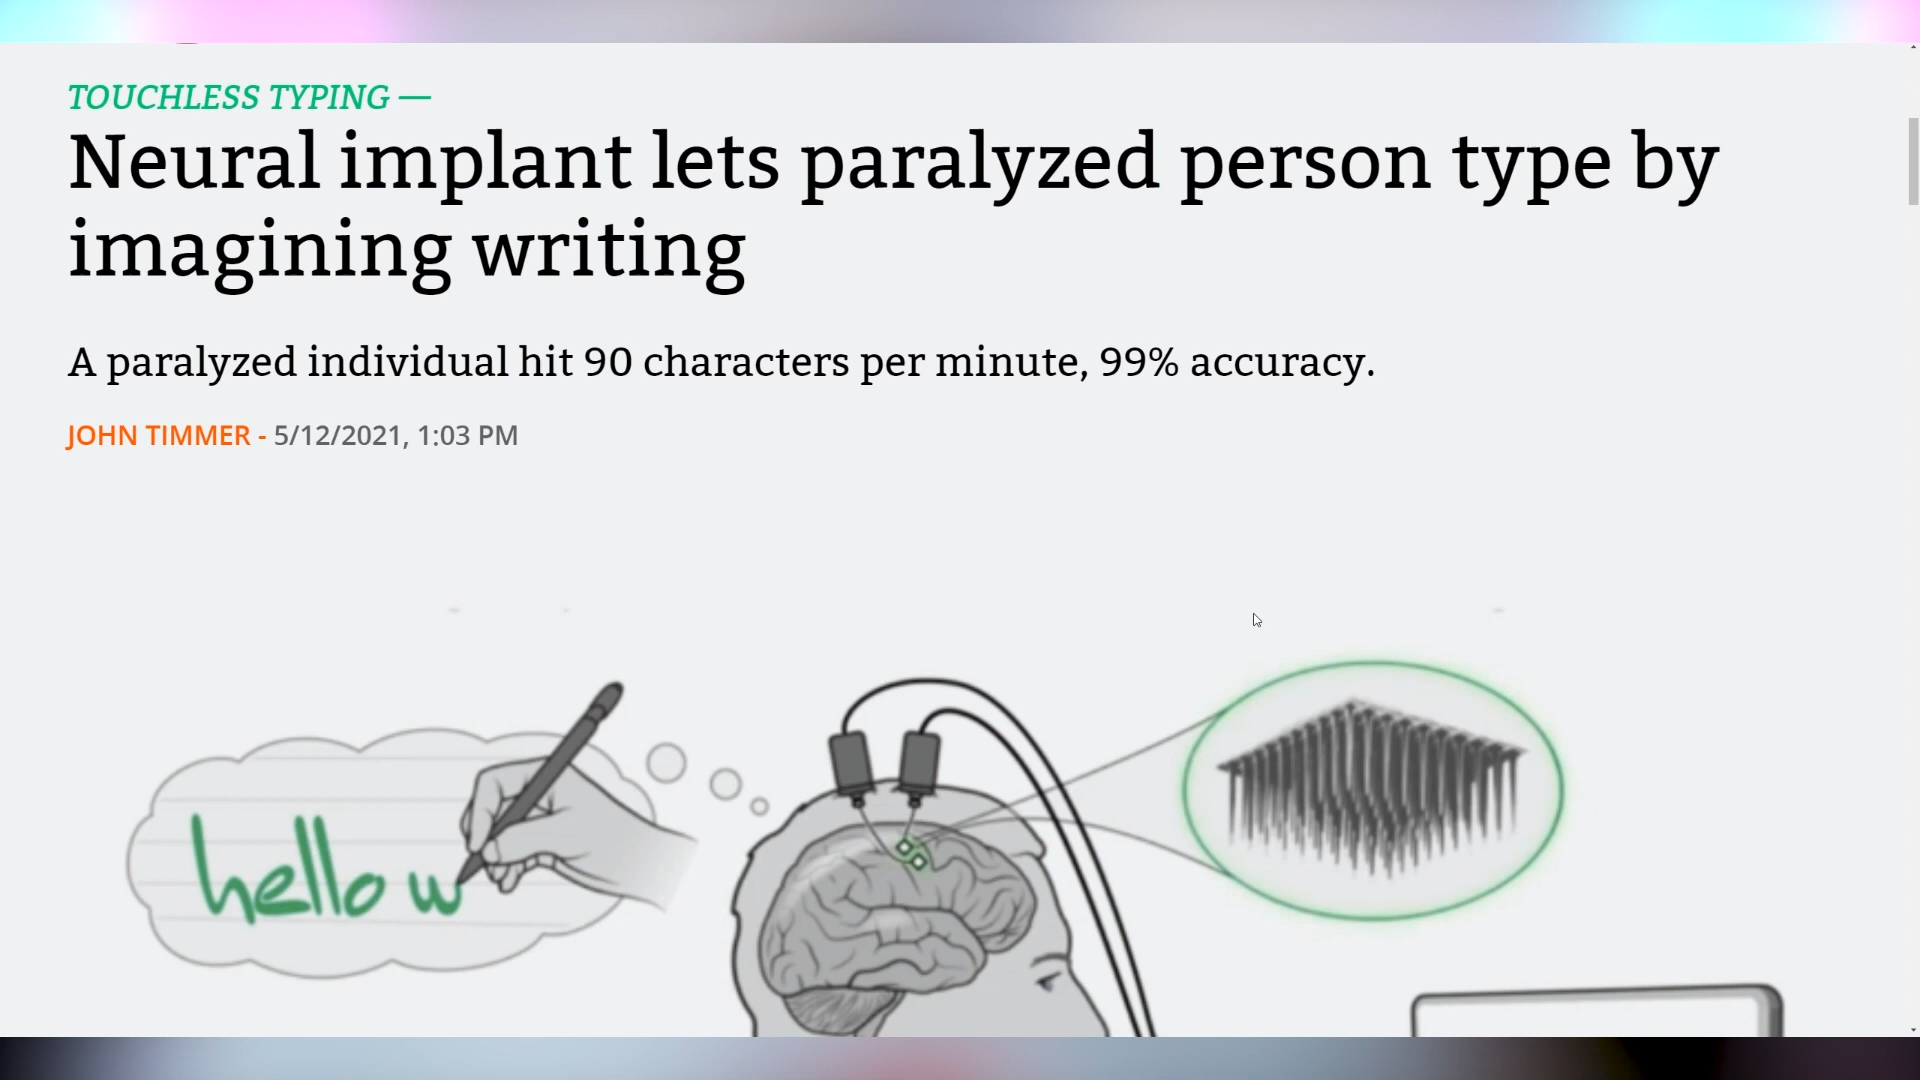 TOUCHLESS TYPING —
Neural implant lets paralyzed person type by
imagining writing
A paralyzed individual hit 90 characters per minute, 99% accuracy.
JOHN TIMMER - 5/12/2021, 1:03 PM
hello w